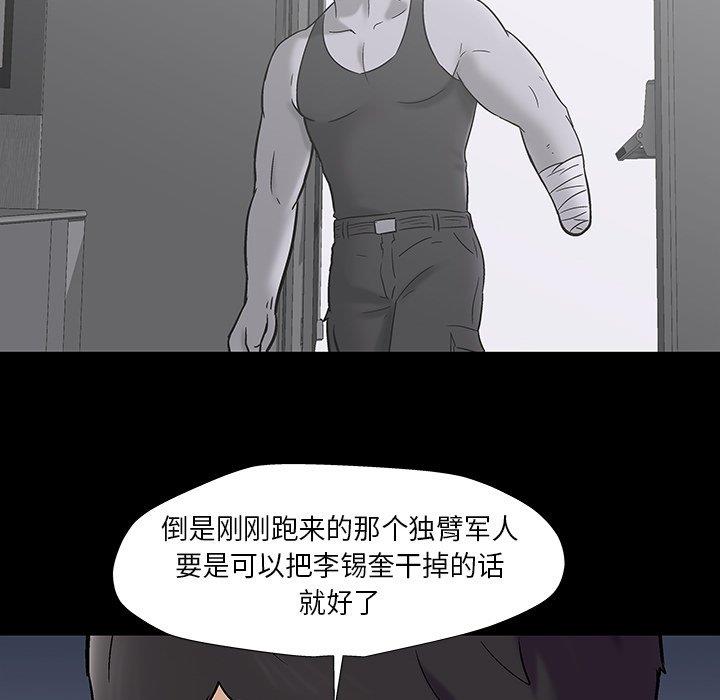 倒是刚刚跑来的那个独臂军人
要是可以把李锡奎干掉的话
就好了